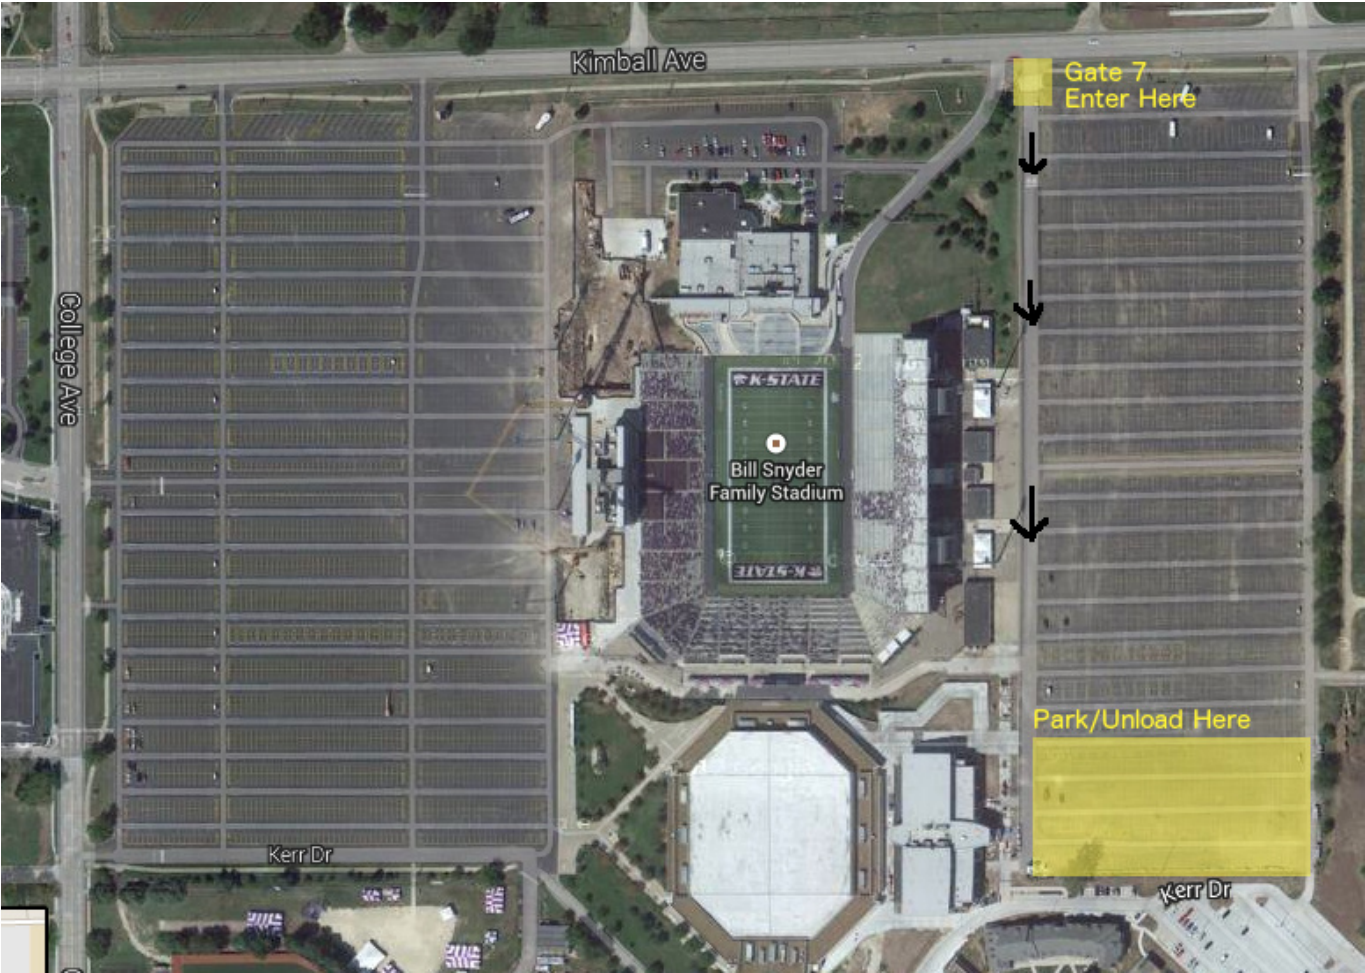 Kimball Ave
Gate 7
Enter Here
College Ave
K-STATE
Bill Snyder
Family Stadium
K-STATE
Park/Unload Here
Kerr Dr
Kerr Dr